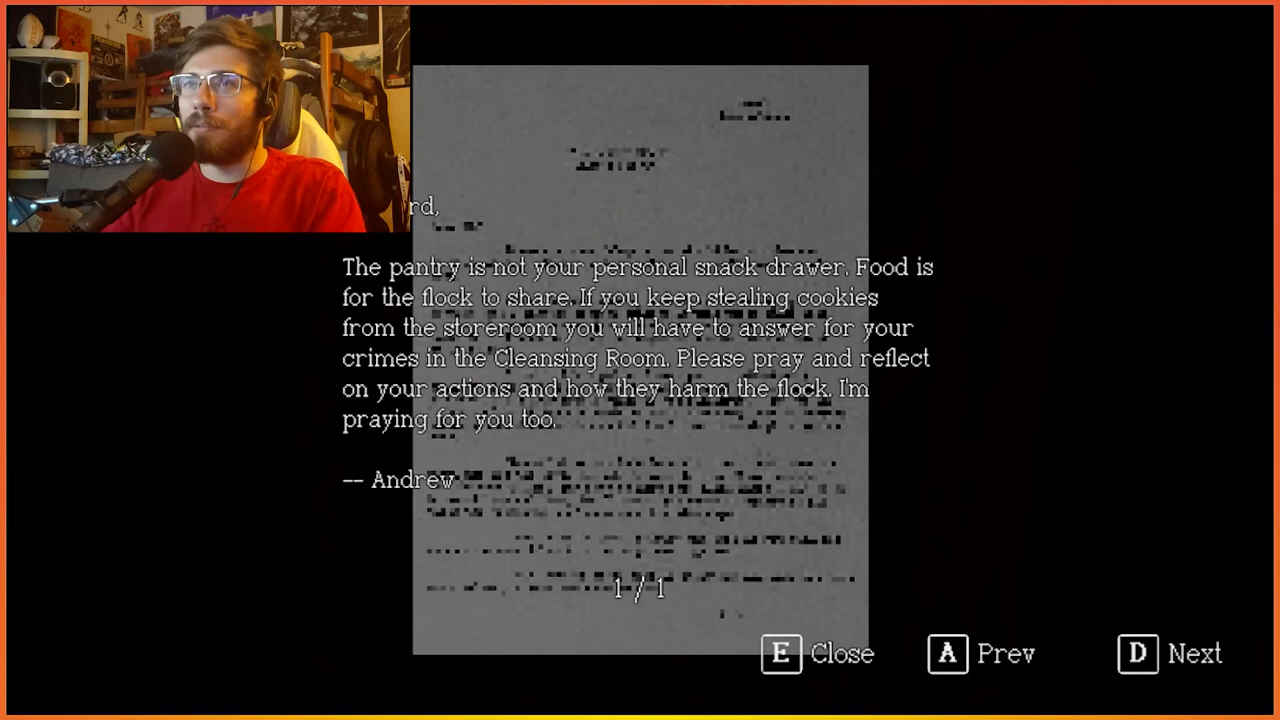 rd,
The pantry is not your personal snack drawer. Food is
for the flock to share. If you keep stealing cookies
from the storeroom you will have to answer for your
crimes in the Cleansing Room. Please pray and reflect
on your actions and how they harm the flock. I'm
praying for you too.
-- Andrew
1 / 1
E Close A Prev D Next